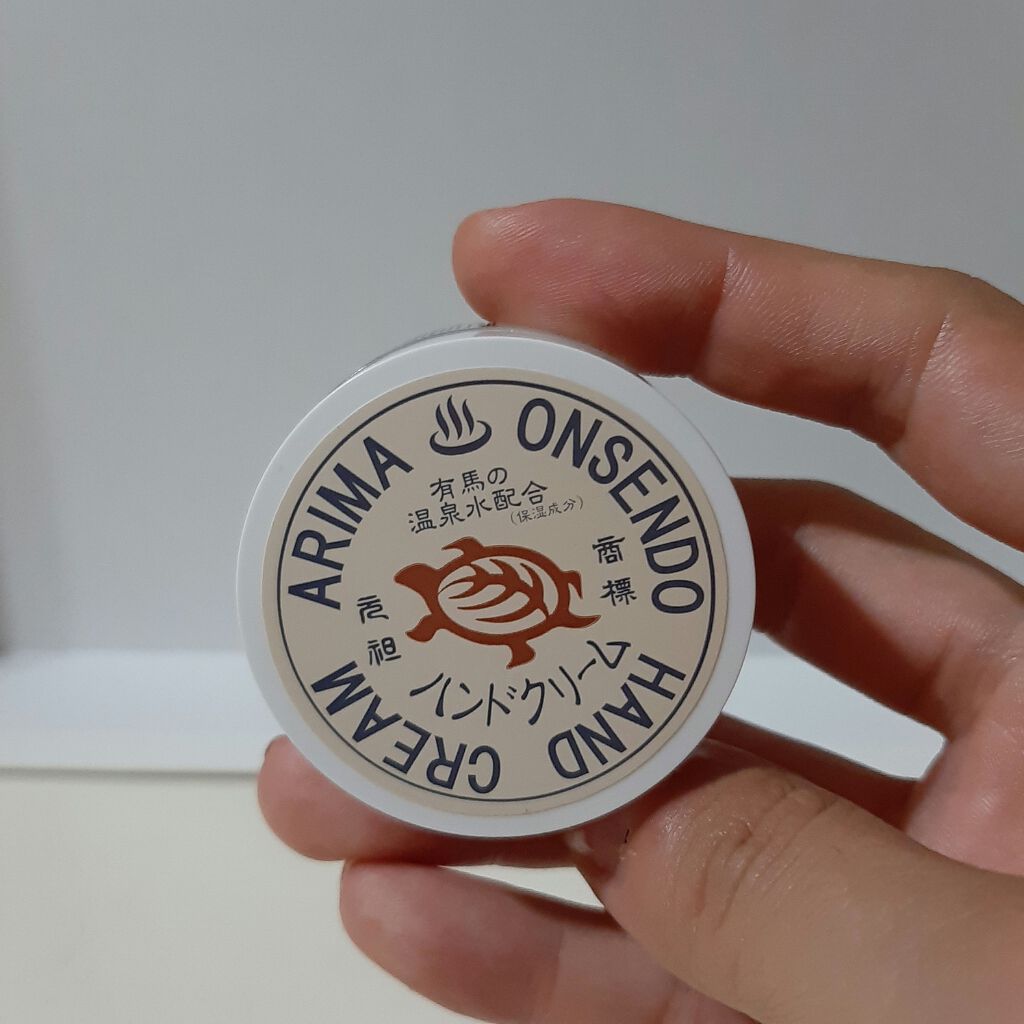 ARIMA ♨ ONSENDO HAND CREAM
有馬の
温泉水配合
(保湿成分)
元祖
商標
ハンドクリーム